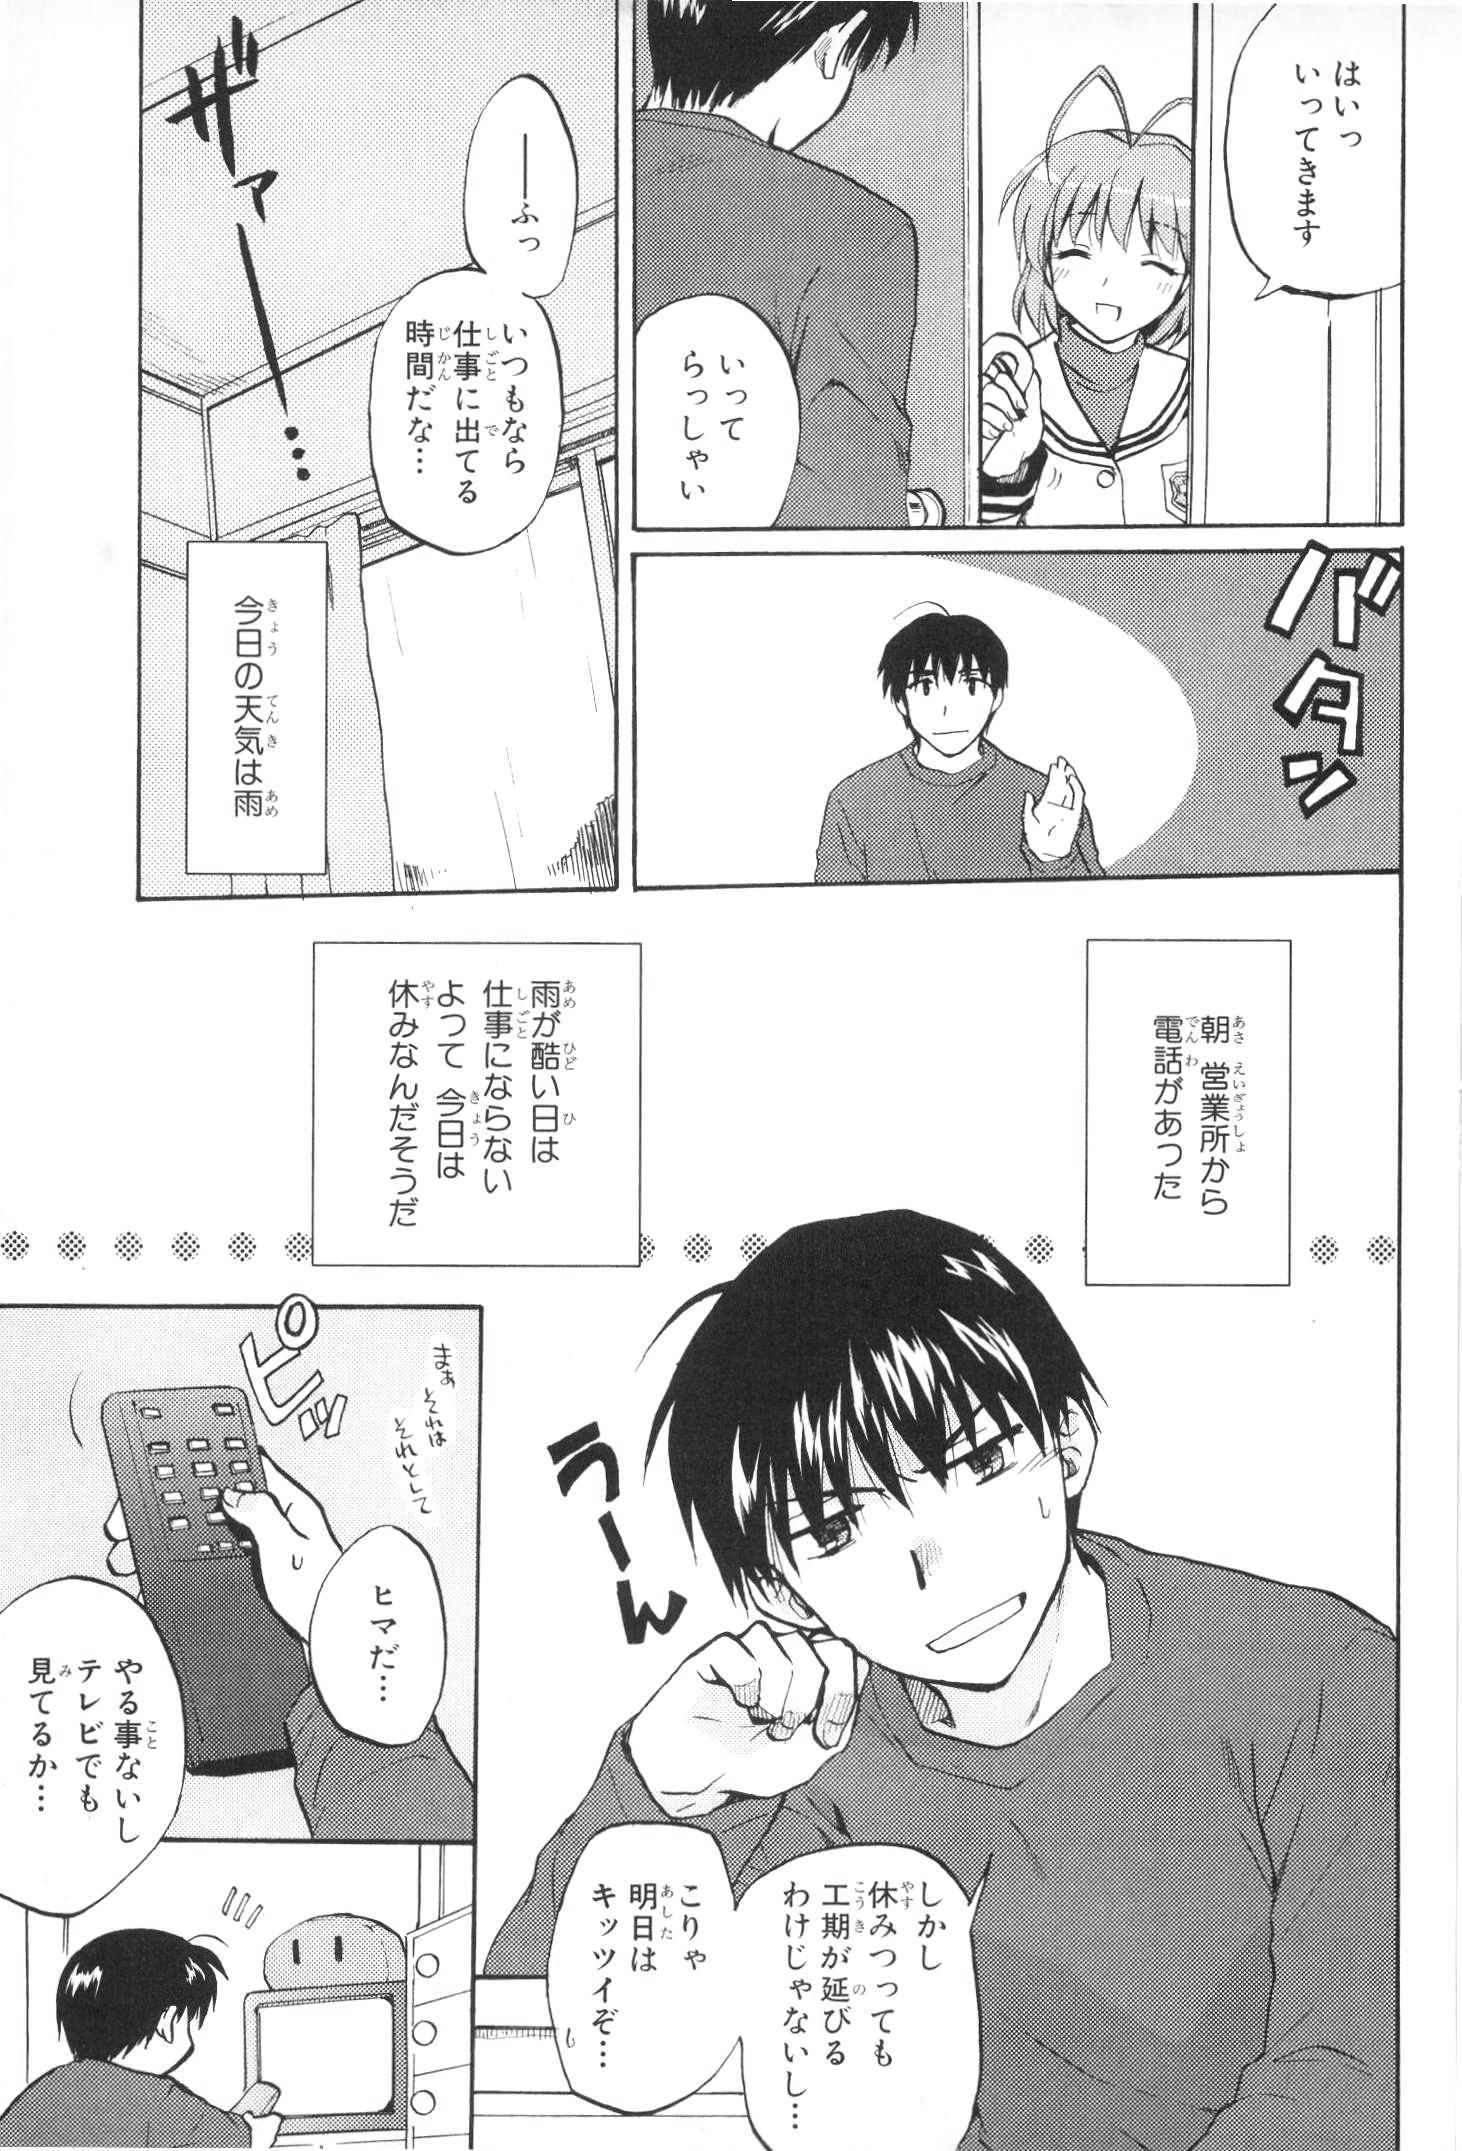 はいっ
いってきます
いって
らっしゃい
バタン
ザァーー…
――ふっ
いつもなら
仕事に出てる
時間だな…
今日の天気は雨
朝 営業所から
電話があった
雨が酷い日は
仕事にならない
よって 今日は
休みなんだそうだ
うーーん
しかし
休みつっても
工期が延びる
わけじゃないし…
こりゃ
明日は
キッツイぞ…
まぁ それは
それとして
ピッ
ヒマだ…
やる事ないし
テレビでも
見てるか…